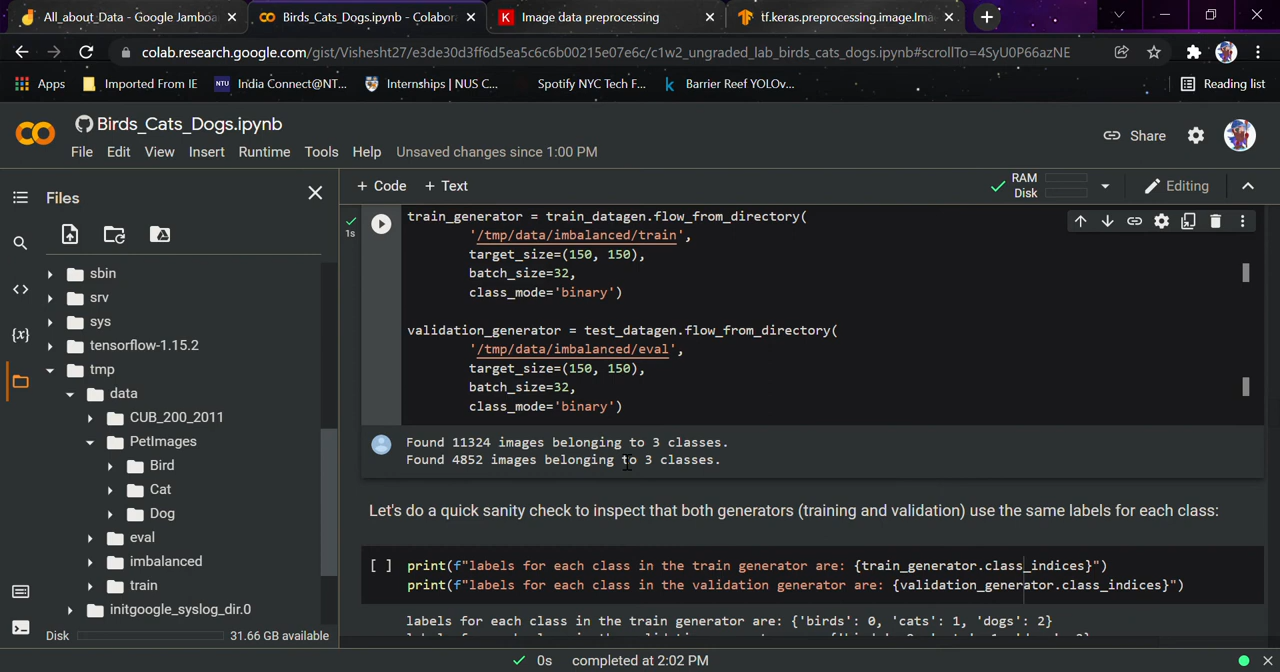 All_about_Data - Google Jamboa
Birds_Cats_Dogs.ipynb - Colabora
Image data preprocessing
tf.keras.preprocessing.image.Ima
colab.research.google.com/gist/Vishesht27/e3de30d3ff6d5ea5c6c6b00215e07e6c/c1w2_ungraded_lab_birds_cats_dogs.ipynb#scrollTo=4SyU0P66azNE
Apps
Imported From IE
NTU India Connect@NT...
Internships | NUS C...
Spotify NYC Tech F...
Barrier Reef YOLOv...
Reading list
Birds_Cats_Dogs.ipynb
Share
File Edit View Insert Runtime Tools Help Unsaved changes since 1:00 PM
Files
+ Code + Text
RAM
Disk
Editing
sbin
srv
sys
tensorflow-1.15.2
tmp
data
CUB_200_2011
PetImages
Bird
Cat
Dog
eval
imbalanced
train
initgoogle_syslog_dir.0
Disk 31.66 GB available
1s
train_generator = train_datagen.flow_from_directory(
'/tmp/data/imbalanced/train',
target_size=(150, 150),
batch_size=32,
class_mode='binary')
validation_generator = test_datagen.flow_from_directory(
'/tmp/data/imbalanced/eval',
target_size=(150, 150),
batch_size=32,
class_mode='binary')
Found 11324 images belonging to 3 classes.
Found 4852 images belonging to 3 classes.
Let's do a quick sanity check to inspect that both generators (training and validation) use the same labels for each class:
[ ] print(f"labels for each class in the train generator are: {train_generator.class_indices}")
print(f"labels for each class in the validation generator are: {validation_generator.class_indices}")
labels for each class in the train generator are: {'birds': 0, 'cats': 1, 'dogs': 2}
0s completed at 2:02 PM